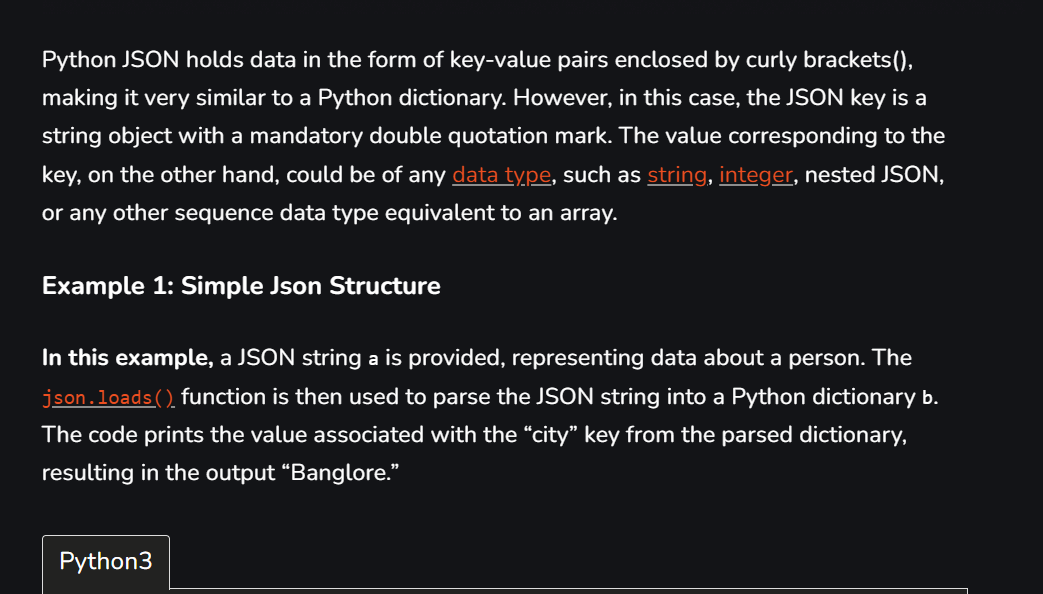 Python JSON holds data in the form of key-value pairs enclosed by curly brackets(),
making it very similar to a Python dictionary. However, in this case, the JSON key is a
string object with a mandatory double quotation mark. The value corresponding to the
key, on the other hand, could be of any data type, such as string, integer, nested JSON,
or any other sequence data type equivalent to an array.
Example 1: Simple Json Structure
In this example, a JSON string a is provided, representing data about a person. The
json.loads() function is then used to parse the JSON string into a Python dictionary b.
The code prints the value associated with the “city” key from the parsed dictionary,
resulting in the output “Banglore.”
Python3